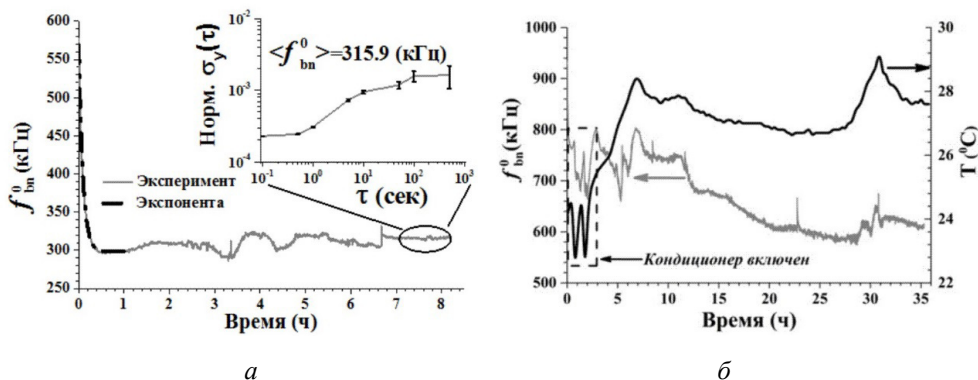 600
550
500
450
400
350
300
250
f⁰bn (кГц)
0 1 2 3 4 5 6 7 8
Время (ч)
Эксперимент
Экспонента
Норм. σy(τ)
10⁻²
10⁻³
10⁻⁴
<f⁰bn>=315.9 (кГц)
10⁻¹ 10⁰ 10¹ 10² 10³
τ (сек)
а
1000
900
800
700
600
500
f⁰bn (кГц)
30
28
26
24
22
T (⁰C)
Кондиционер включен
0 5 10 15 20 25 30 35
Время (ч)
б